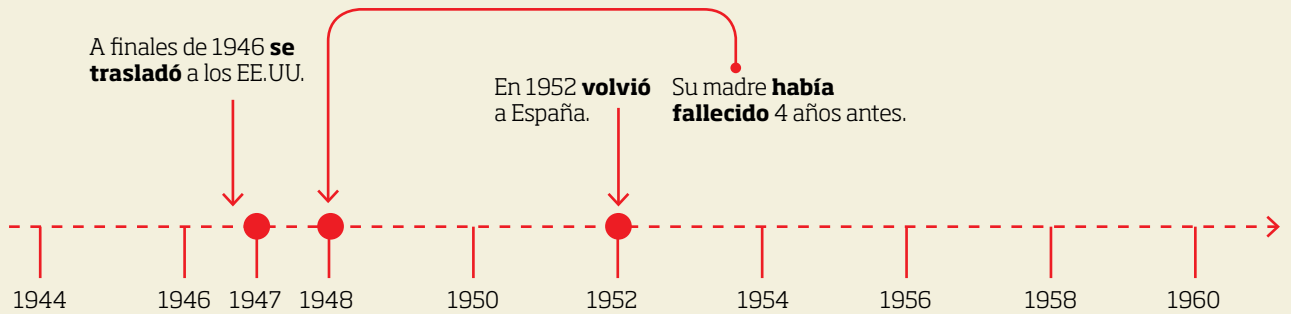 A finales de 1946 se
trasladó a los EE.UU.
En 1952 volvió
a España.
Su madre había
fallecido 4 años antes.
1944 1946 1947 1948 1950 1952 1954 1956 1958 1960